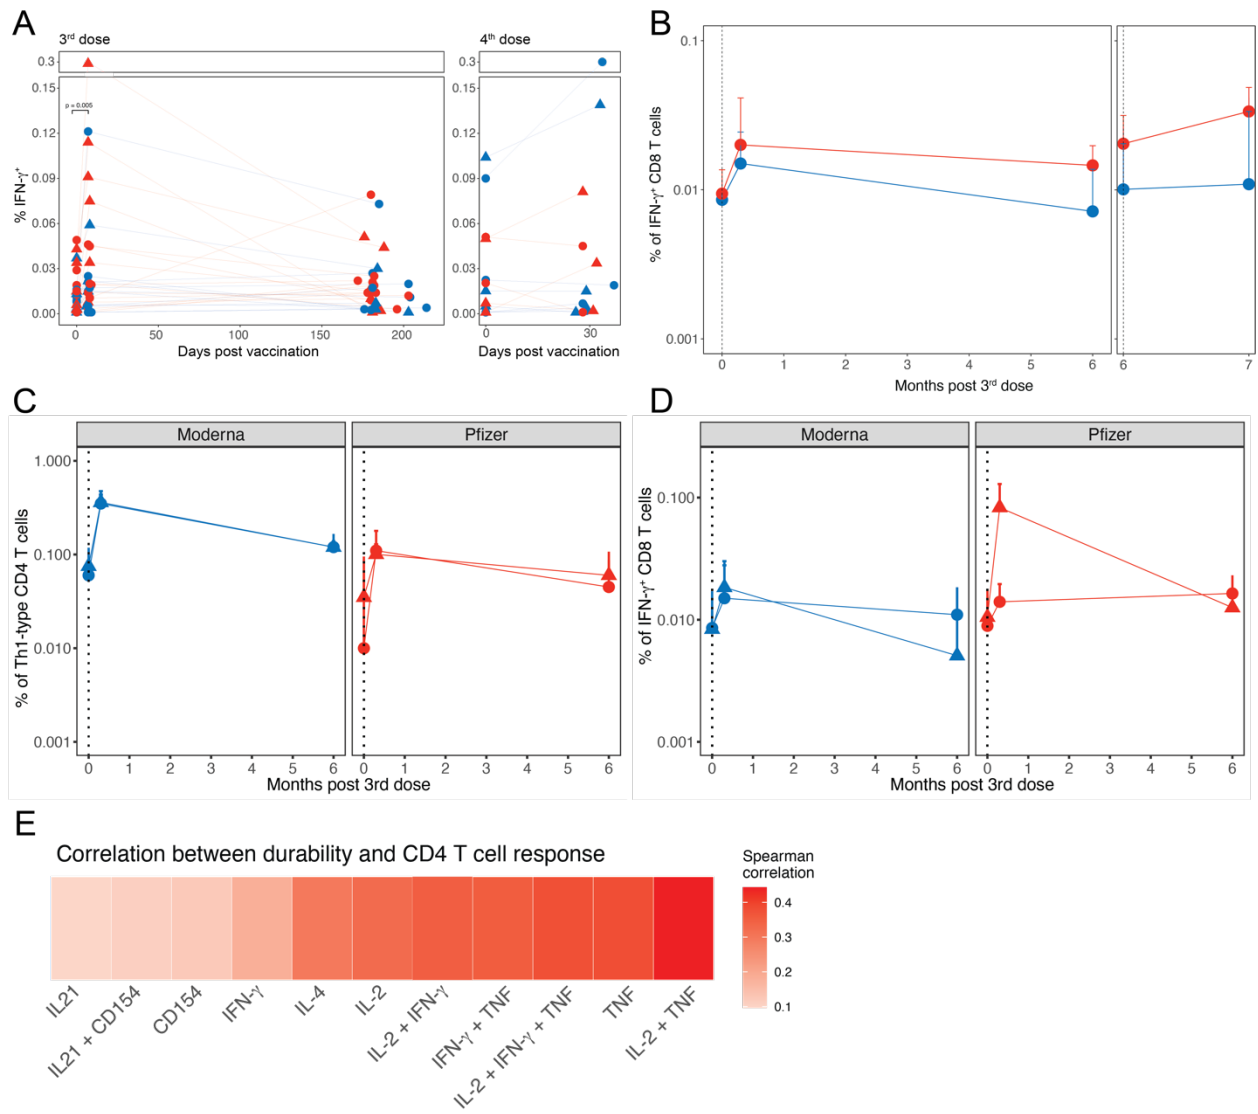 A
3rd dose
4th dose
0.3
0.15
0.12
0.09
0.06
0.03
0.00
% IFN-γ+
p = 0.005
0 50 100 150 200
Days post vaccination
0.3
0.15
0.12
0.09
0.06
0.03
0.00
0 30
Days post vaccination
B
0.1
0.01
0.001
% of IFN-γ+ CD8 T cells
0 1 2 3 4 5 6
6 7
Months post 3rd dose
C
Moderna Pfizer
1.000
0.100
0.010
0.001
% of Th1-type CD4 T cells
0 1 2 3 4 5 6
0 1 2 3 4 5 6
Months post 3rd dose
D
Moderna Pfizer
0.100
0.010
0.001
% of IFN-γ+ CD8 T cells
0 1 2 3 4 5 6
0 1 2 3 4 5 6
Months post 3rd dose
E
Correlation between durability and CD4 T cell response
IL21
IL21 + CD154
CD154
IFN-γ
IL-4
IL-2
IL-2 + IFN-γ
IFN-γ + TNF
IL-2 + IFN-γ + TNF
TNF
IL-2 + TNF
Spearman
correlation
0.4
0.3
0.2
0.1